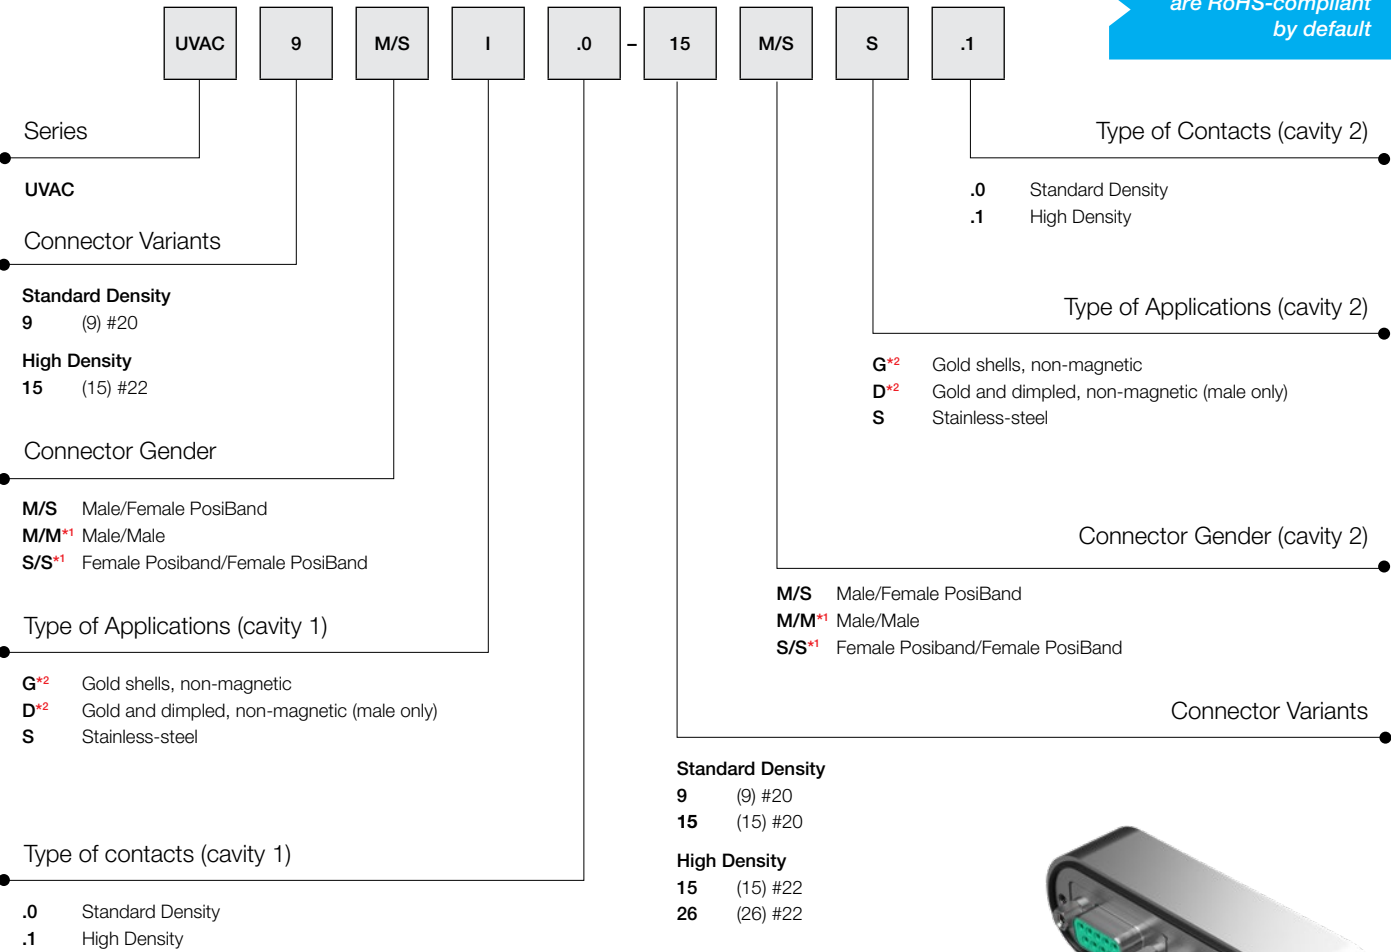 are RoHS-compliant
by default
UVAC 9 M/S I .0 – 15 M/S S .1
Series
UVAC
Connector Variants
Standard Density
9 (9) #20
High Density
15 (15) #22
Connector Gender
M/S Male/Female PosiBand
M/M*1 Male/Male
S/S*1 Female Posiband/Female PosiBand
Type of Applications (cavity 1)
G*2 Gold shells, non-magnetic
D*2 Gold and dimpled, non-magnetic (male only)
S Stainless-steel
Type of contacts (cavity 1)
.0 Standard Density
.1 High Density
Type of Contacts (cavity 2)
.0 Standard Density
.1 High Density
Type of Applications (cavity 2)
G*2 Gold shells, non-magnetic
D*2 Gold and dimpled, non-magnetic (male only)
S Stainless-steel
Connector Gender (cavity 2)
M/S Male/Female PosiBand
M/M*1 Male/Male
S/S*1 Female Posiband/Female PosiBand
Connector Variants
Standard Density
9 (9) #20
15 (15) #20
High Density
15 (15) #22
26 (26) #22